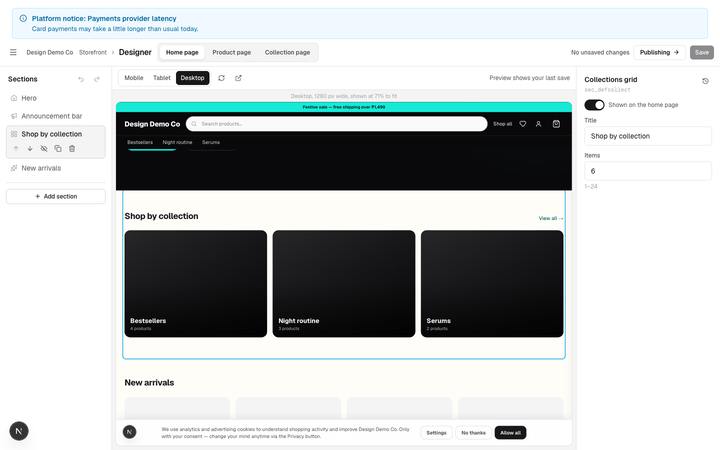 Platform notice: Payments provider latency
Card payments may take a little longer than usual today.
Design Demo Co
Storefront
Designer
Home page
Product page
Collection page
No unsaved changes
Publishing →
Save
Sections
Hero
Announcement bar
Shop by collection
New arrivals
+ Add section
Mobile
Tablet
Desktop
Preview shows your last save
Desktop, 1280 px wide, shown at 71% to fit
Festive sale — free shipping over ₹1,499
Design Demo Co
Search products...
Shop all
Bestsellers
Night routine
Serums
Shop by collection
View all →
Bestsellers
4 products
Night routine
3 products
Serums
2 products
New arrivals
N
We use analytics and advertising cookies to understand shopping activity and improve Design Demo Co. Only
with your consent — change your mind anytime via the Privacy button.
Settings
No thanks
Allow all
N
Collections grid
sec_defcollect
Shown on the home page
Title
Shop by collection
Items
6
1–24